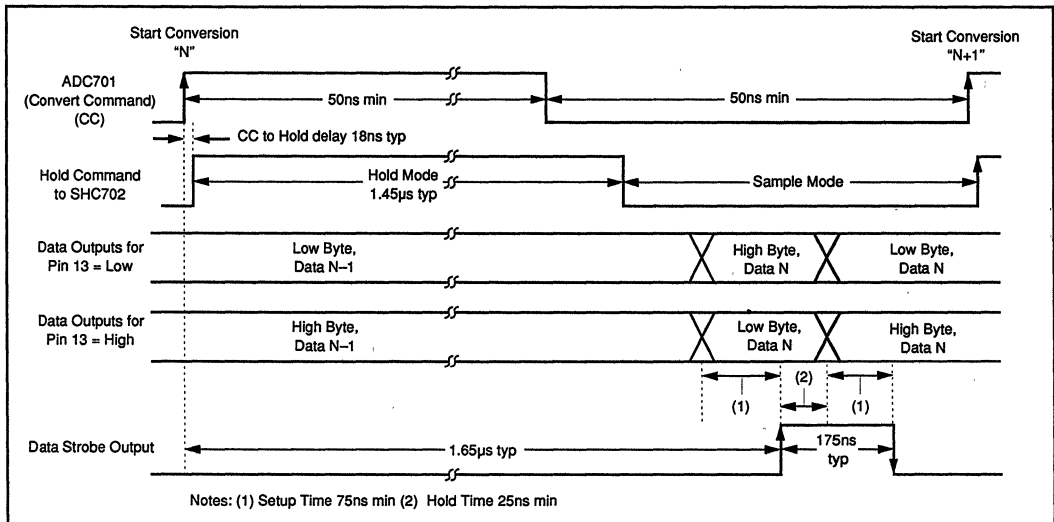 Start Conversion
“N”
Start Conversion
“N+1”
ADC701
(Convert Command)
(CC)
50ns min
50ns min
CC to Hold delay 18ns typ
Hold Command
to SHC702
Hold Mode
1.45µs typ
Sample Mode
Data Outputs for
Pin 13 = Low
Low Byte,
Data N–1
High Byte,
Data N
Low Byte,
Data N
Data Outputs for
Pin 13 = High
High Byte,
Data N–1
Low Byte,
Data N
High Byte,
Data N
(1)
(2)
(1)
Data Strobe Output
1.65µs typ
175ns
typ
Notes: (1) Setup Time 75ns min (2) Hold Time 25ns min